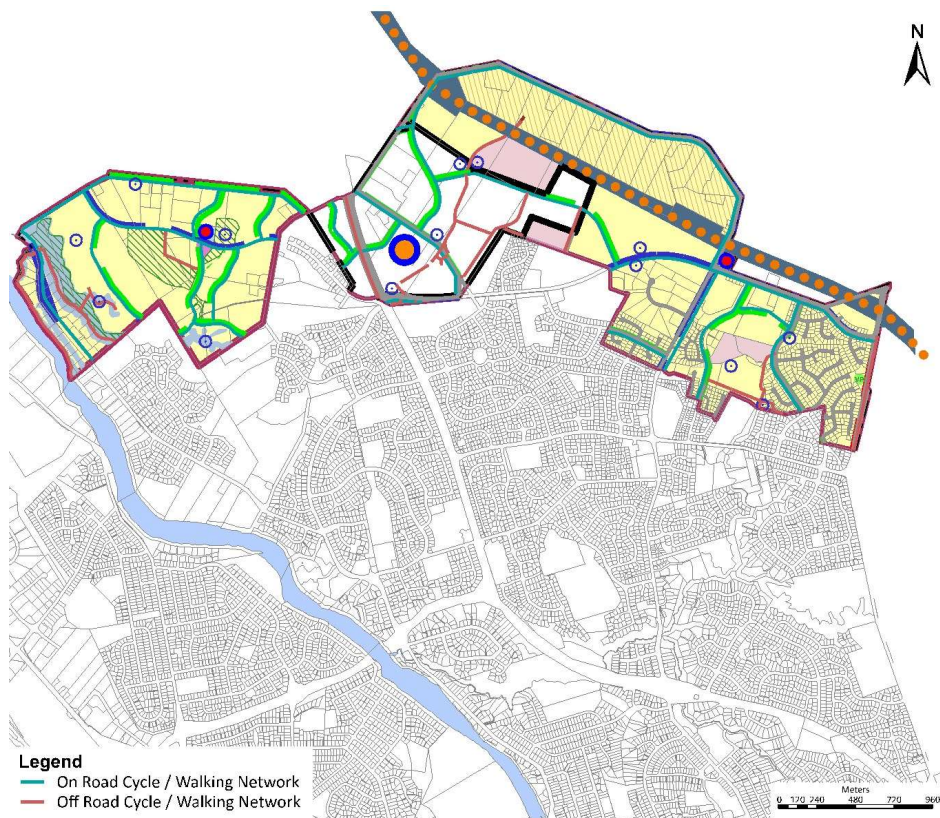 N
Legend
On Road Cycle / Walking Network
Off Road Cycle / Walking Network
Meters
0 120 240 480 720 960